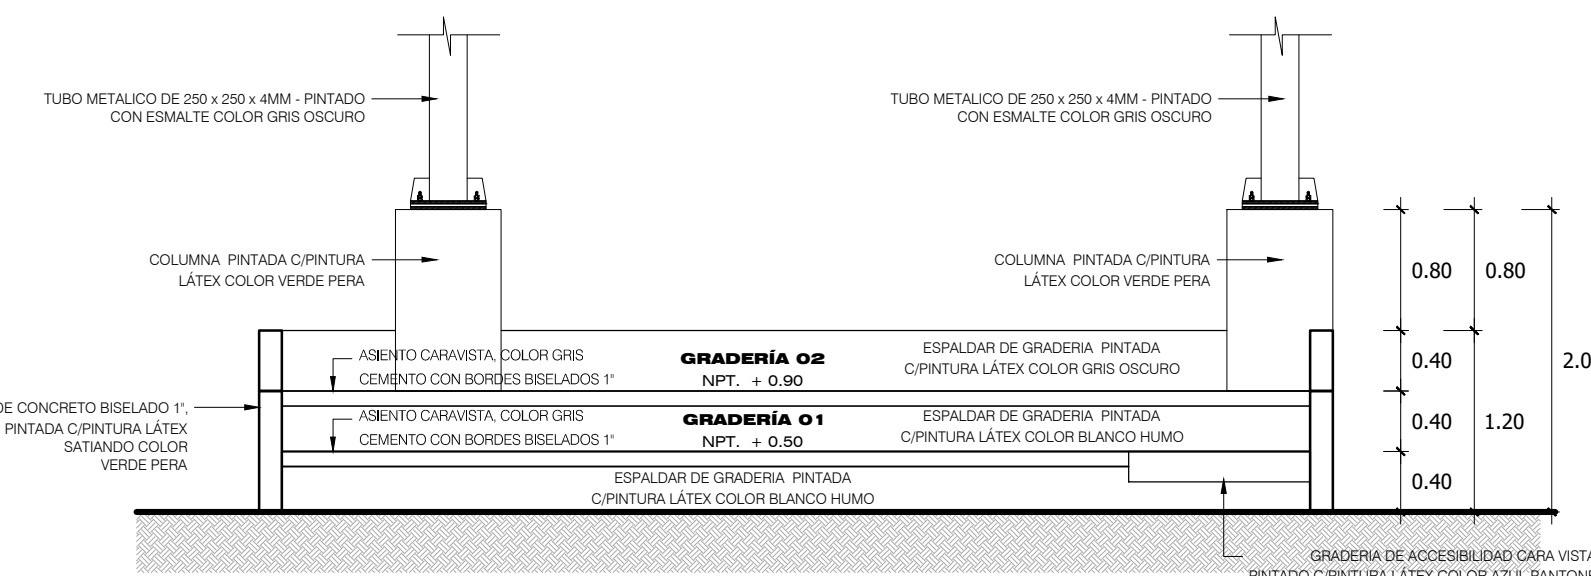 TUBO METALICO DE 250 x 250 x 4MM - PINTADO
CON ESMALTE COLOR GRIS OSCURO
TUBO METALICO DE 250 x 250 x 4MM - PINTADO
CON ESMALTE COLOR GRIS OSCURO
COLUMNA PINTADA C/PINTURA
LÁTEX COLOR VERDE PERA
COLUMNA PINTADA C/PINTURA
LÁTEX COLOR VERDE PERA
0.80
0.80
ASIENTO CARAVISTA, COLOR GRIS
CEMENTO CON BORDES BISELADOS 1"
GRADERÍA 02
NPT. + 0.90
ESPALDAR DE GRADERIA PINTADA
C/PINTURA LÁTEX COLOR GRIS OSCURO
0.40
2.0
DE CONCRETO BISELADO 1",
PINTADA C/PINTURA LÁTEX
SATIANDO COLOR
VERDE PERA
ASIENTO CARAVISTA, COLOR GRIS
CEMENTO CON BORDES BISELADOS 1"
GRADERÍA 01
NPT. + 0.50
ESPALDAR DE GRADERIA PINTADA
C/PINTURA LÁTEX COLOR BLANCO HUMO
0.40
1.20
ESPALDAR DE GRADERIA PINTADA
C/PINTURA LÁTEX COLOR BLANCO HUMO
0.40
GRADERIA DE ACCESIBILIDAD CARA VISTA
PINTADO C/PINTURA LÁTEX COLOR AZUL PANTONE